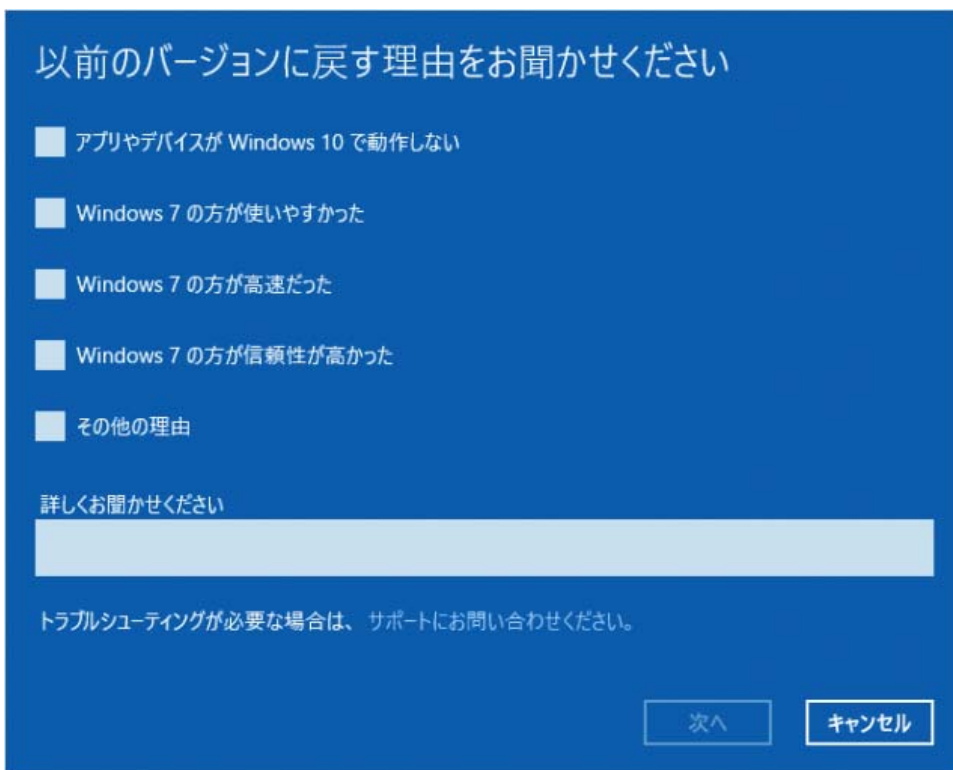 以前のバージョンに戻す理由をお聞かせください
アプリやデバイスが Windows 10 で動作しない
Windows 7 の方が使いやすかった
Windows 7 の方が高速だった
Windows 7 の方が信頼性が高かった
その他の理由
詳しくお聞かせください
トラブルシューティングが必要な場合は、 サポートにお問い合わせください。
次へ キャンセル